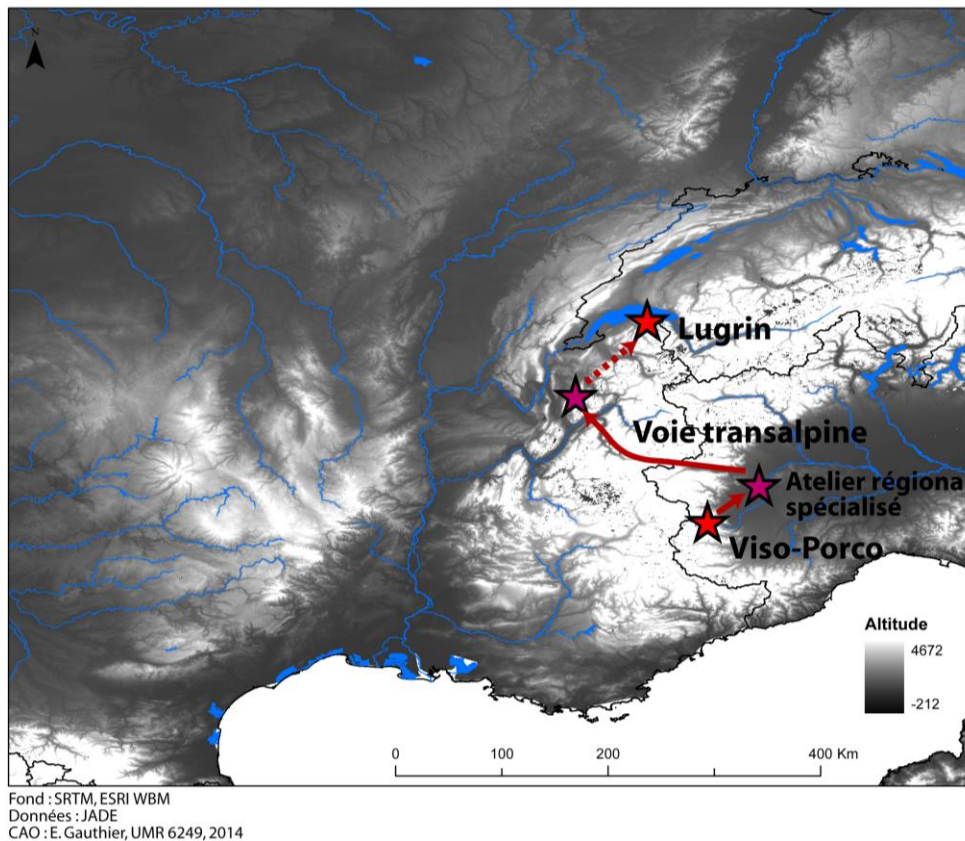 N
Lugrin
Voie transalpine
Atelier régiona
spécialisé
Viso-Porco
Altitude
4672
-212
0 100 200 400 Km
Fond : SRTM, ESRI WBM
Données : JADE
CAO : E. Gauthier, UMR 6249, 2014